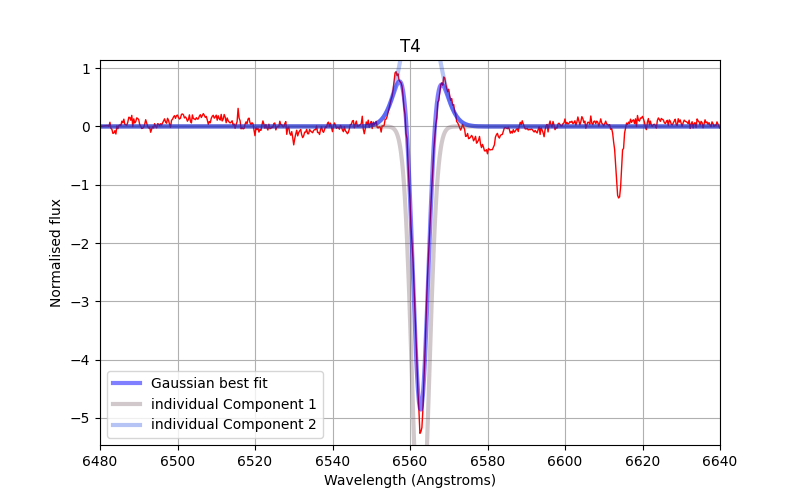 T4
Normalised flux
1
0
−1
−2
−3
−4
−5
Gaussian best fit
individual Component 1
individual Component 2
6480 6500 6520 6540 6560 6580 6600 6620 6640
Wavelength (Angstroms)